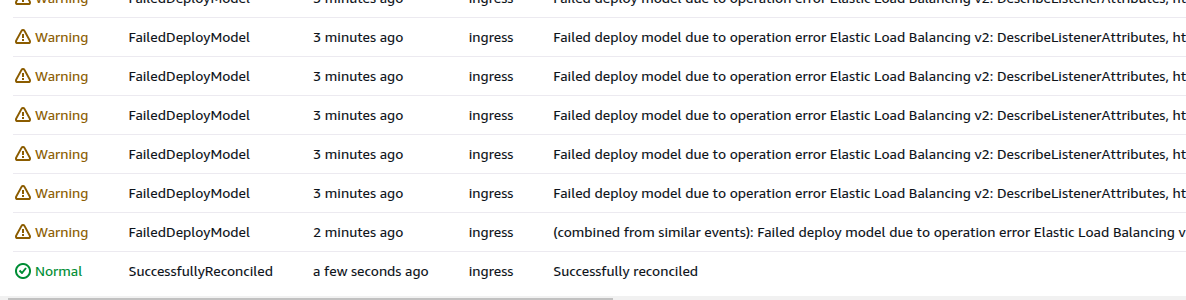 Warning FailedDeployModel 3 minutes ago ingress Failed deploy model due to operation error Elastic Load Balancing v2: DescribeListenerAttributes, ht
Warning FailedDeployModel 3 minutes ago ingress Failed deploy model due to operation error Elastic Load Balancing v2: DescribeListenerAttributes, ht
Warning FailedDeployModel 3 minutes ago ingress Failed deploy model due to operation error Elastic Load Balancing v2: DescribeListenerAttributes, ht
Warning FailedDeployModel 3 minutes ago ingress Failed deploy model due to operation error Elastic Load Balancing v2: DescribeListenerAttributes, ht
Warning FailedDeployModel 3 minutes ago ingress Failed deploy model due to operation error Elastic Load Balancing v2: DescribeListenerAttributes, ht
Warning FailedDeployModel 3 minutes ago ingress Failed deploy model due to operation error Elastic Load Balancing v2: DescribeListenerAttributes, ht
Warning FailedDeployModel 2 minutes ago ingress (combined from similar events): Failed deploy model due to operation error Elastic Load Balancing v
Normal SuccessfullyReconciled a few seconds ago ingress Successfully reconciled